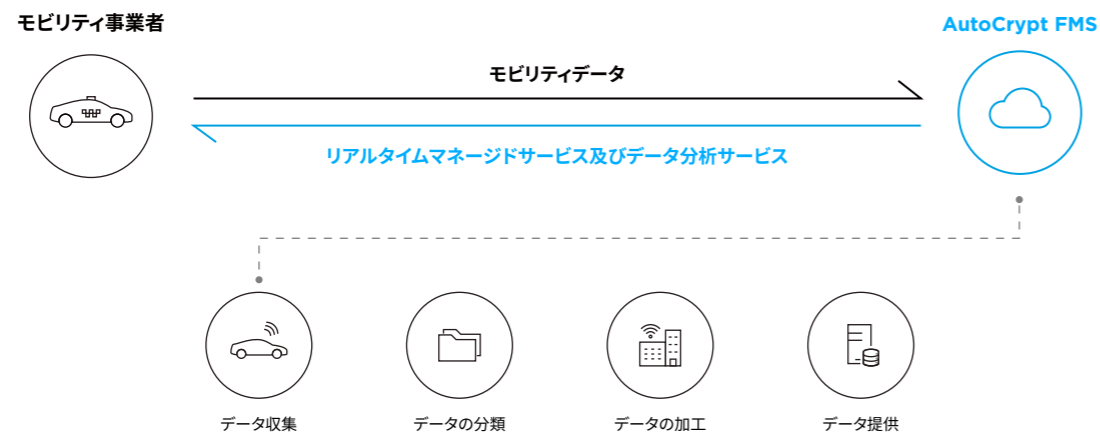 モビリティ事業者
AutoCrypt FMS
モビリティデータ
リアルタイムマネージドサービス及びデータ分析サービス
データ収集
データの分類
データの加工
データ提供